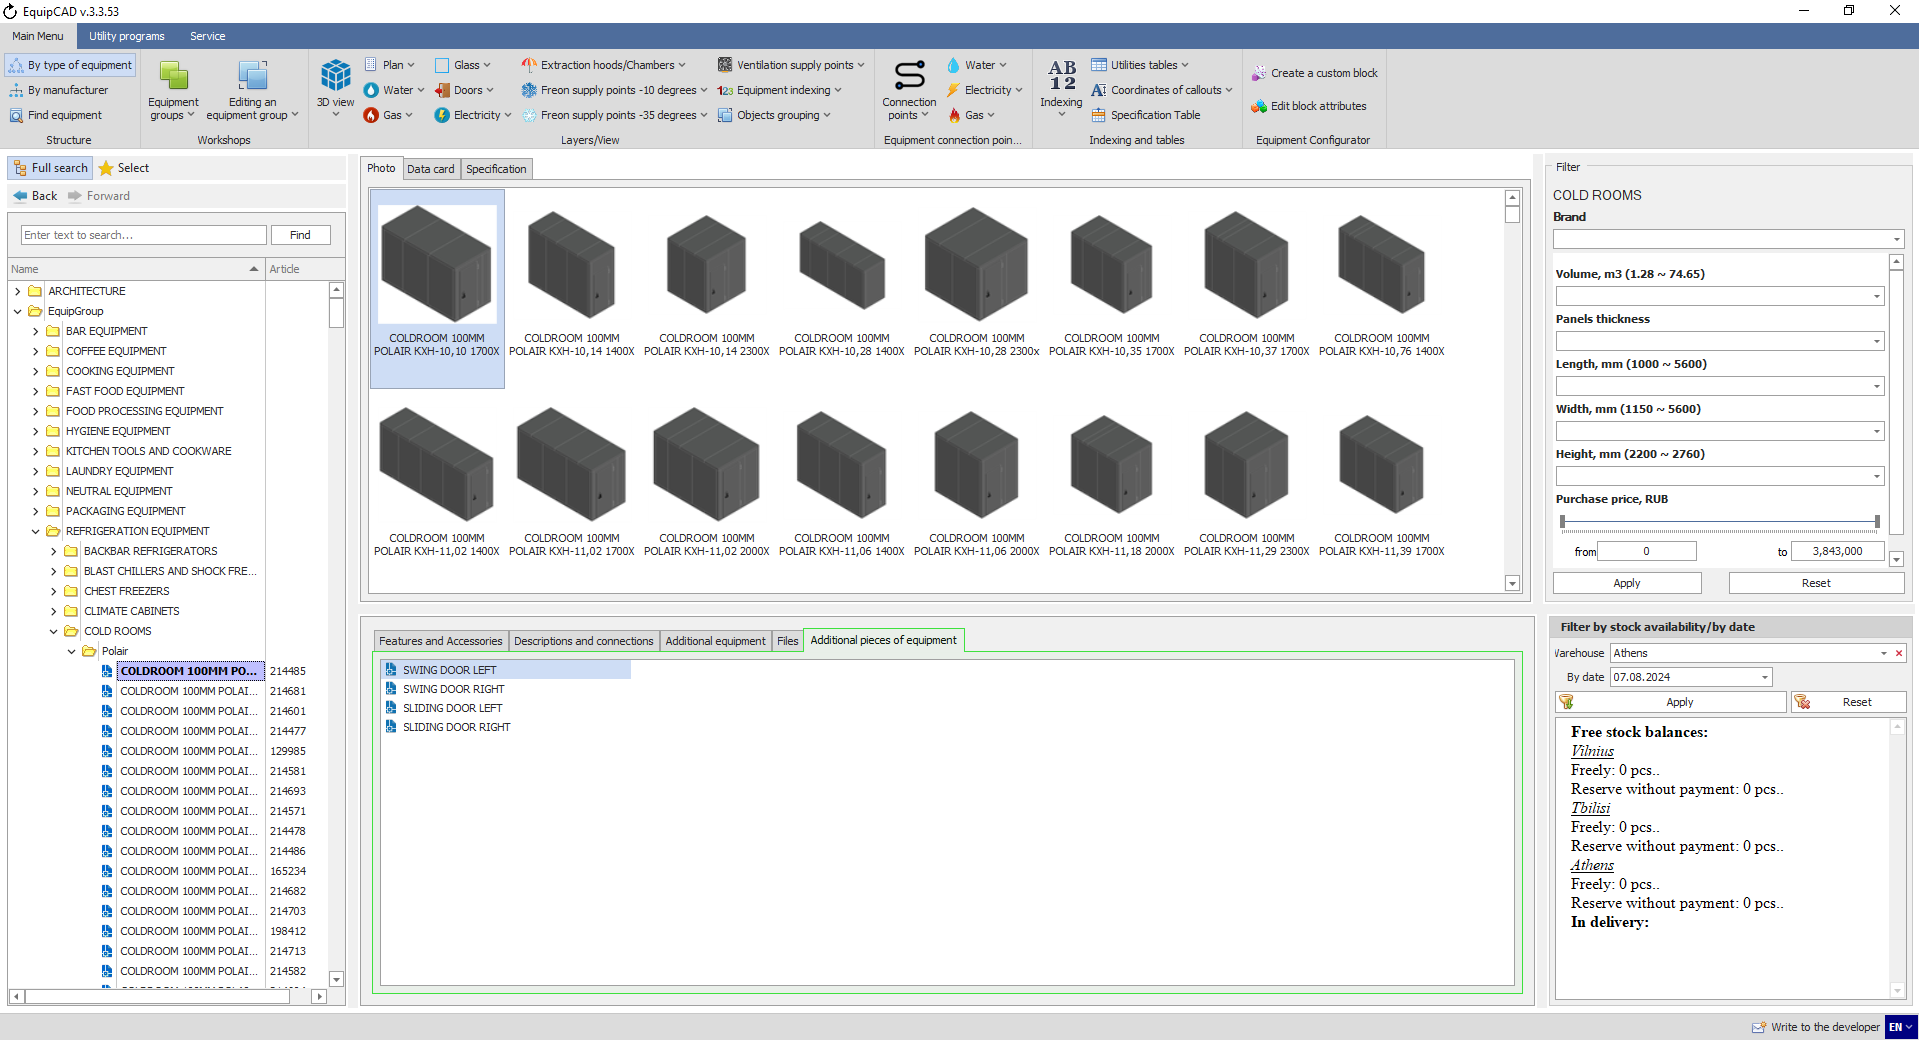 EquipCAD v.3.3.53
Main Menu
Utility programs
Service
By type of equipment
By manufacturer
Find equipment
Structure
Equipment
groups
Editing an
equipment group
Workshops
3D view
Plan
Water
Gas
Glass
Doors
Electricity
Extraction hoods/Chambers
Freon supply points -10 degrees
Freon supply points -35 degrees
Ventilation supply points
Equipment indexing
Objects grouping
Layers/View
Connection
points
Water
Electricity
Gas
Equipment connection poin...
AB
12
Indexing
Utilities tables
Coordinates of callouts
Specification Table
Indexing and tables
Create a custom block
Edit block attributes
Equipment Configurator
Full search
Select
Back
Forward
Enter text to search...
Find
Name
Article
ARCHITECTURE
EquipGroup
BAR EQUIPMENT
COFFEE EQUIPMENT
COOKING EQUIPMENT
FAST FOOD EQUIPMENT
FOOD PROCESSING EQUIPMENT
HYGIENE EQUIPMENT
KITCHEN TOOLS AND COOKWARE
LAUNDRY EQUIPMENT
NEUTRAL EQUIPMENT
PACKAGING EQUIPMENT
REFRIGERATION EQUIPMENT
BACKBAR REFRIGERATORS
BLAST CHILLERS AND SHOCK FRE...
CHEST FREEZERS
CLIMATE CABINETS
COLD ROOMS
Polair
COLDROOM 100MM PO... 214485
COLDROOM 100MM POLAI... 214681
COLDROOM 100MM POLAI... 214601
COLDROOM 100MM POLAI... 214477
COLDROOM 100MM POLAI... 129985
COLDROOM 100MM POLAI... 214581
COLDROOM 100MM POLAI... 214693
COLDROOM 100MM POLAI... 214571
COLDROOM 100MM POLAI... 214478
COLDROOM 100MM POLAI... 214486
COLDROOM 100MM POLAI... 165234
COLDROOM 100MM POLAI... 214682
COLDROOM 100MM POLAI... 214703
COLDROOM 100MM POLAI... 198412
COLDROOM 100MM POLAI... 214713
COLDROOM 100MM POLAI... 214582
Photo
Data card
Specification
COLDROOM 100MM
POLAIR KXH-10,10 1700X
COLDROOM 100MM
POLAIR KXH-10,14 1400X
COLDROOM 100MM
POLAIR KXH-10,14 2300X
COLDROOM 100MM
POLAIR KXH-10,28 1400X
COLDROOM 100MM
POLAIR KXH-10,28 2300x
COLDROOM 100MM
POLAIR KXH-10,35 1700X
COLDROOM 100MM
POLAIR KXH-10,37 1700X
COLDROOM 100MM
POLAIR KXH-10,76 1400X
COLDROOM 100MM
POLAIR KXH-11,02 1400X
COLDROOM 100MM
POLAIR KXH-11,02 1700X
COLDROOM 100MM
POLAIR KXH-11,02 2000X
COLDROOM 100MM
POLAIR KXH-11,06 1400X
COLDROOM 100MM
POLAIR KXH-11,06 2000X
COLDROOM 100MM
POLAIR KXH-11,18 2000X
COLDROOM 100MM
POLAIR KXH-11,29 2300X
COLDROOM 100MM
POLAIR KXH-11,39 1700X
Features and Accessories
Descriptions and connections
Additional equipment
Files
Additional pieces of equipment
SWING DOOR LEFT
SWING DOOR RIGHT
SLIDING DOOR LEFT
SLIDING DOOR RIGHT
Filter
COLD ROOMS
Brand
Volume, m3 (1.28 ~ 74.65)
Panels thickness
Length, mm (1000 ~ 5600)
Width, mm (1150 ~ 5600)
Height, mm (2200 ~ 2760)
Purchase price, RUB
from 0 to 3,843,000
Apply
Reset
Filter by stock availability/by date
Varehouse Athens
By date 07.08.2024
Apply
Reset
Free stock balances:
Vilnius
Freely: 0 pcs..
Reserve without payment: 0 pcs..
Tbilisi
Freely: 0 pcs..
Reserve without payment: 0 pcs..
Athens
Freely: 0 pcs..
Reserve without payment: 0 pcs..
In delivery:
Write to the developer
EN